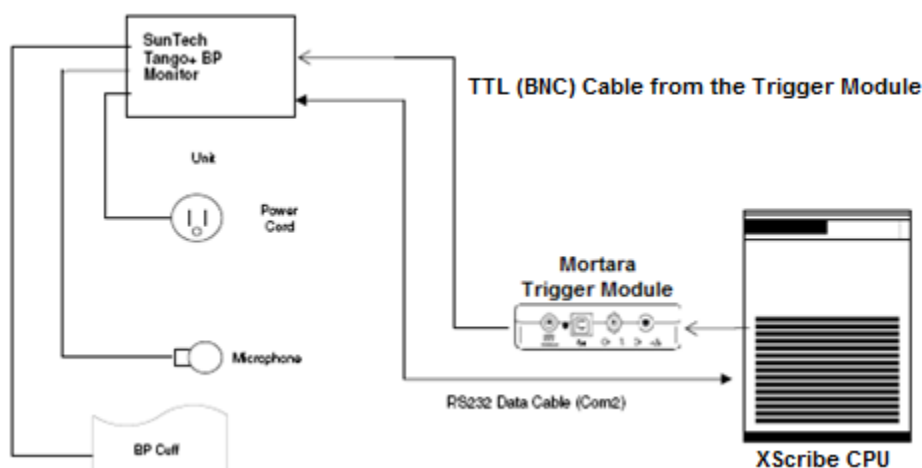 SunTech
Tango+ BP
Monitor
TTL (BNC) Cable from the Trigger Module
Unit
Power
Cord
Mortara
Trigger Module
Microphone
RS232 Data Cable (Com2)
BP Cuff
XScribe CPU